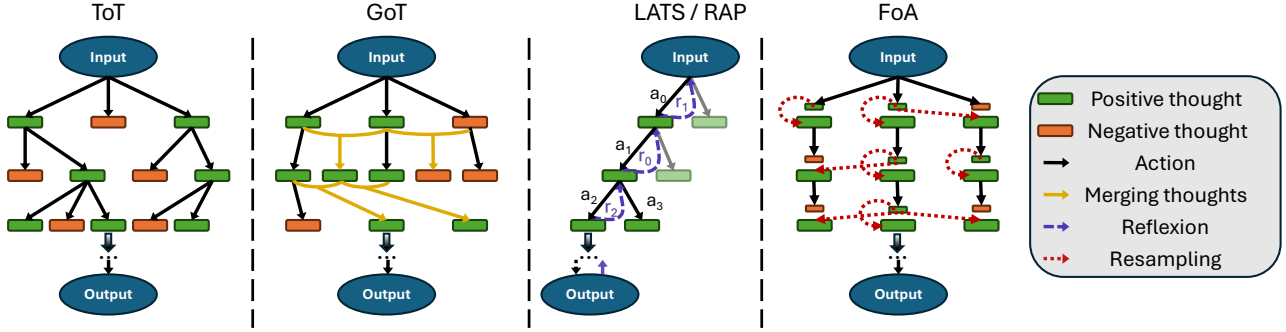 ToT
Input
Output
GoT
Input
Output
LATS / RAP
Input
a0
r1
a1
r0
a2
r2
a3
Output
FoA
Input
Output
Positive thought
Negative thought
Action
Merging thoughts
Reflexion
Resampling